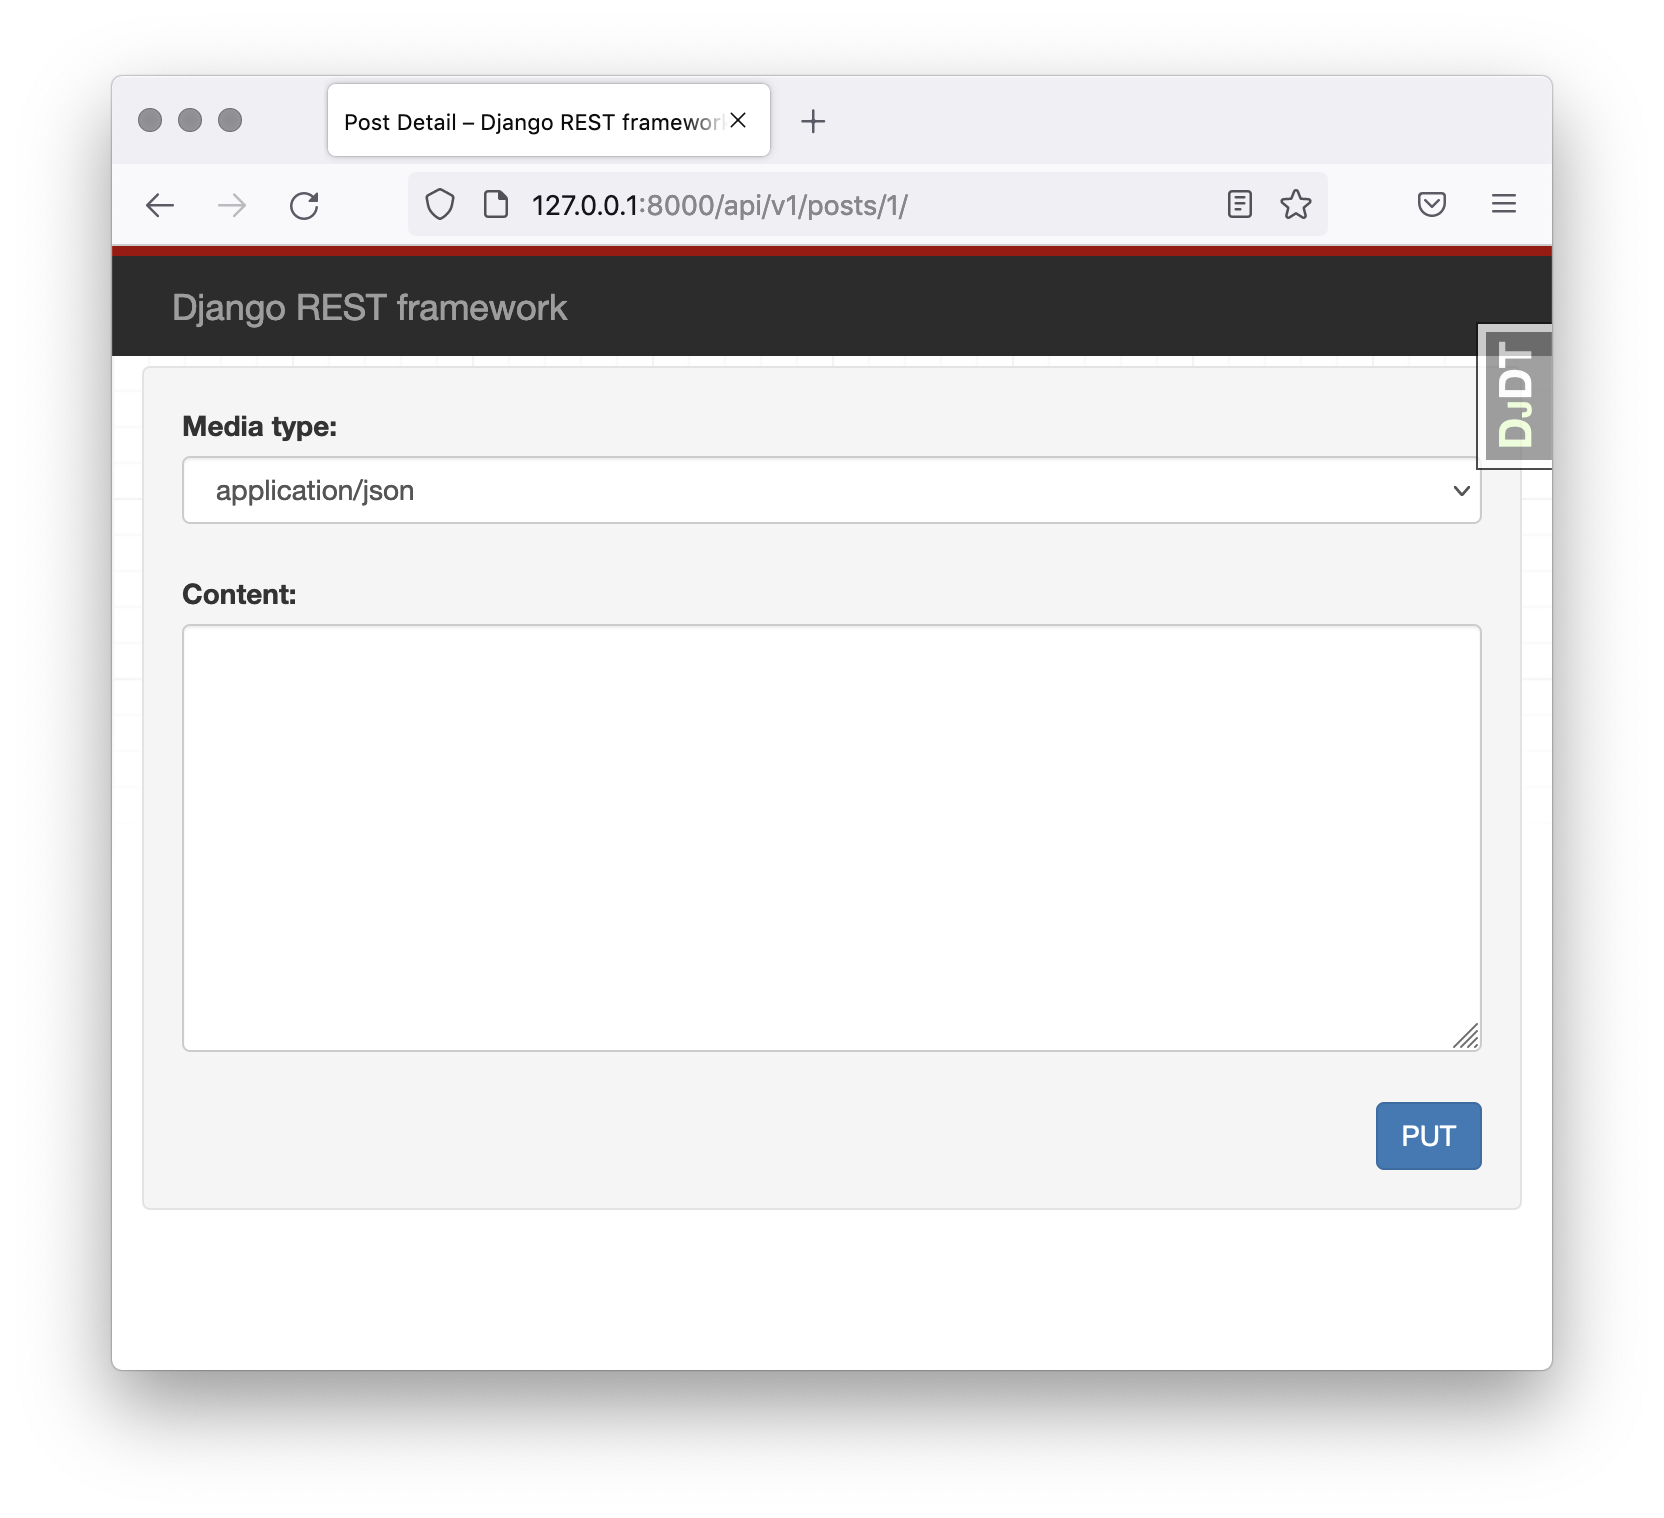 Post Detail – Django REST framewor
127.0.0.1:8000/api/v1/posts/1/
Django REST framework
DJDT
Media type:
application/json
Content:
PUT